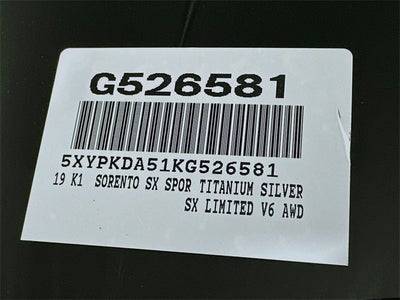 G526581
5XYPKDA51KG526581
19 K1 SORENTO SX SPOR TITANIUM SILVER
SX LIMITED V6 AWD